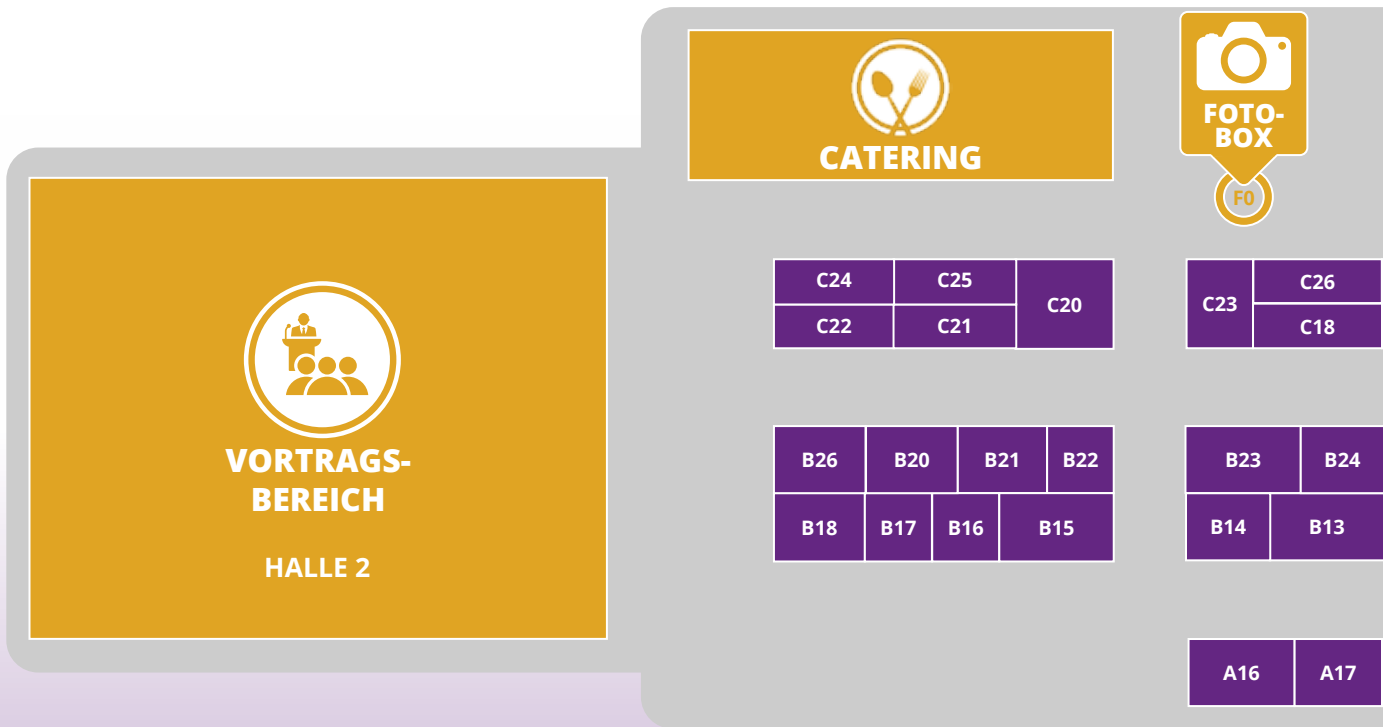 FOTO-
BOX
F0
CATERING
VORTRAGS-
BEREICH
HALLE 2
C24
C25
C20
C22
C21
C23
C26
C18
B26
B20
B21
B22
B18
B17
B16
B15
B23
B24
B14
B13
A16
A17